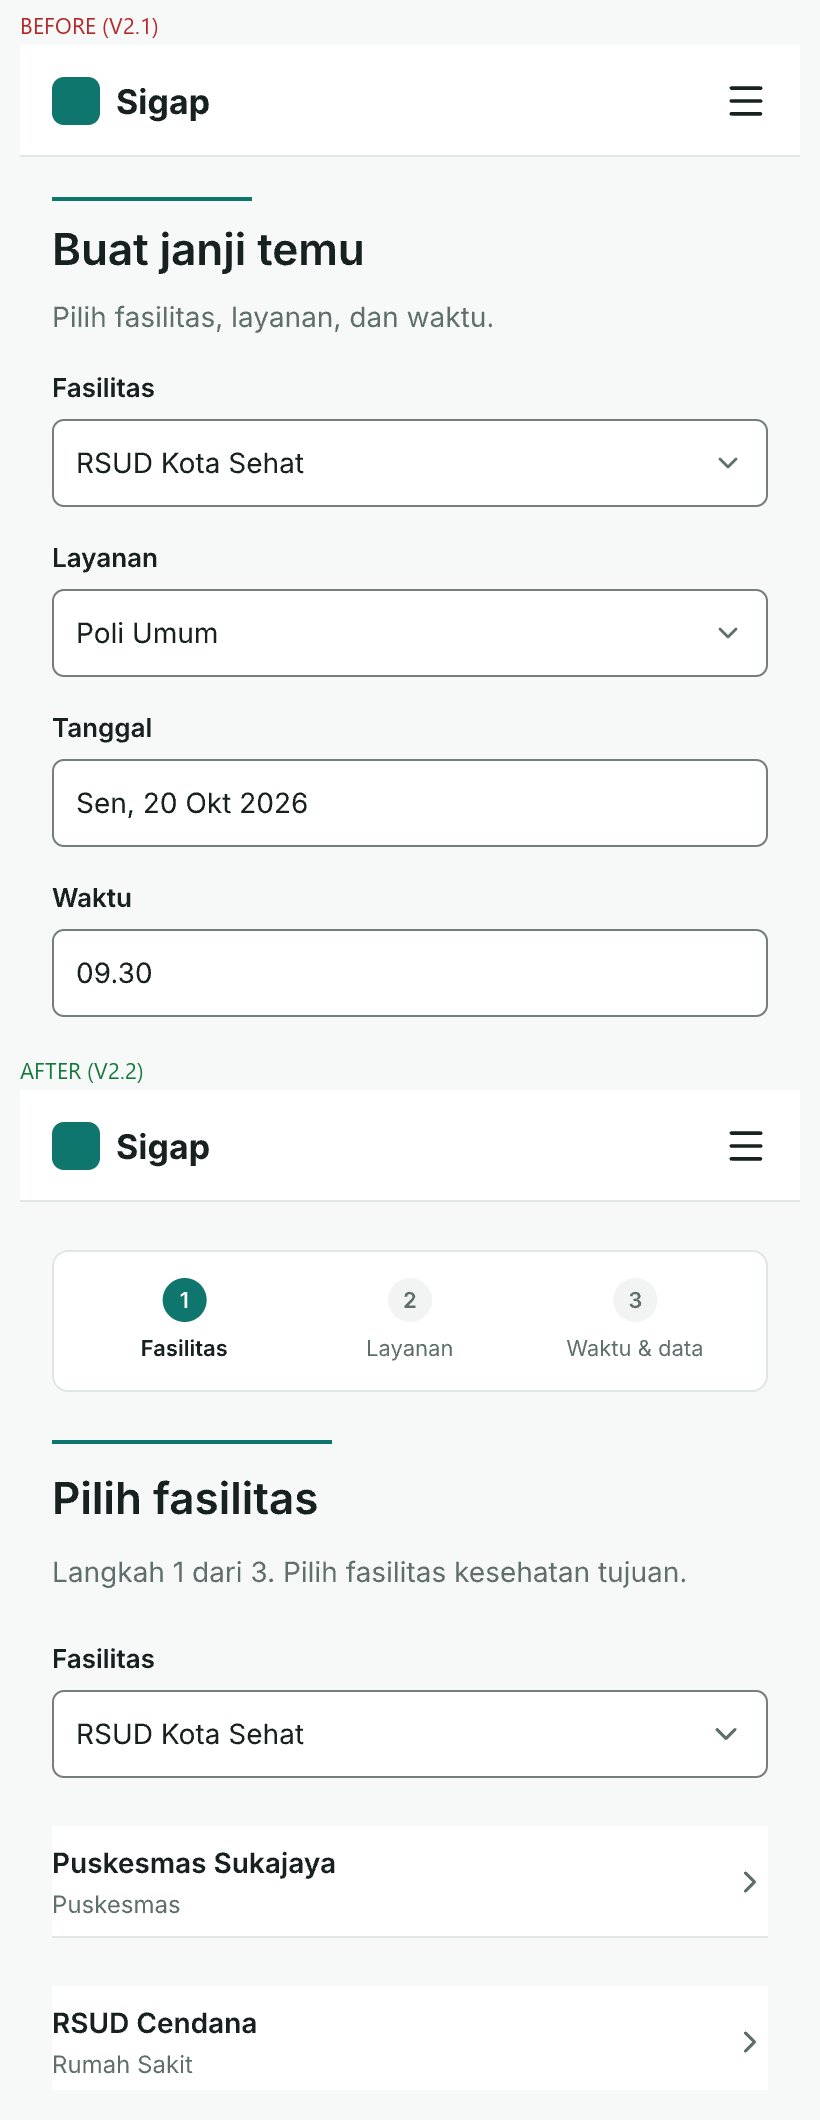 BEFORE (V2.1)
Sigap
Buat janji temu
Pilih fasilitas, layanan, dan waktu.
Fasilitas
RSUD Kota Sehat
Layanan
Poli Umum
Tanggal
Sen, 20 Okt 2026
Waktu
09.30
AFTER (V2.2)
Sigap
1 2 3
Fasilitas Layanan Waktu & data
Pilih fasilitas
Langkah 1 dari 3. Pilih fasilitas kesehatan tujuan.
Fasilitas
RSUD Kota Sehat
Puskesmas Sukajaya
Puskesmas
RSUD Cendana
Rumah Sakit